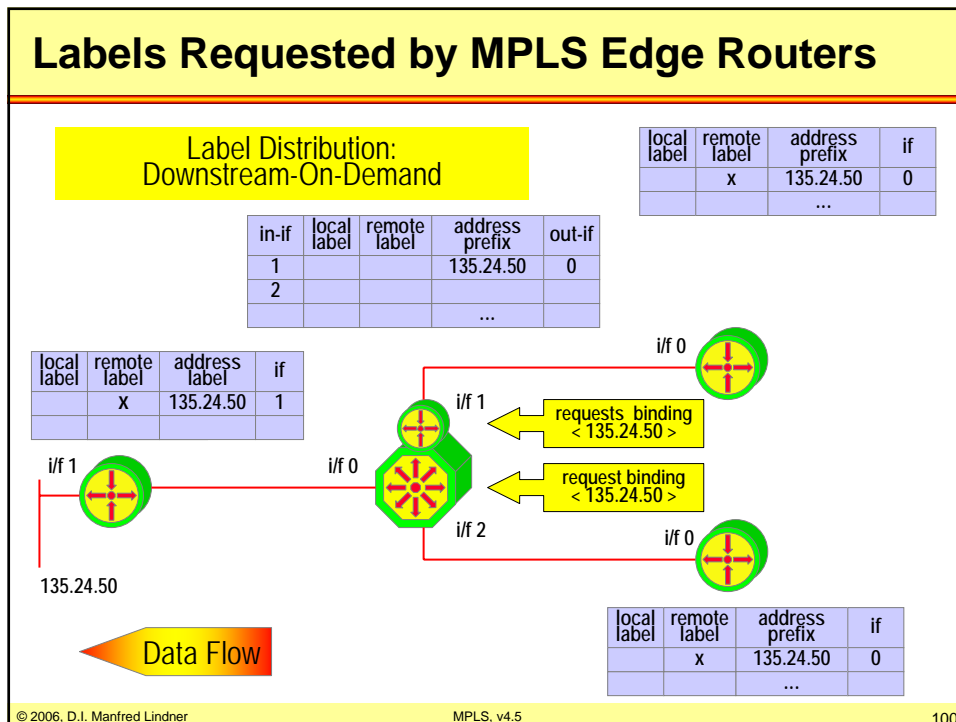 Labels Requested by MPLS Edge Routers
Label Distribution:
Downstream-On-Demand
local label remote label address prefix if
x 135.24.50 0
...
in-if local label remote label address prefix out-if
1 135.24.50 0
2
...
local label remote label address label if
x 135.24.50 1
i/f 0
i/f 1
requests binding
< 135.24.50 >
i/f 1
i/f 0
request binding
< 135.24.50 >
i/f 2
i/f 0
135.24.50
Data Flow
local label remote label address prefix if
x 135.24.50 0
...
© 2006, D.I. Manfred Lindner
MPLS, v4.5
100